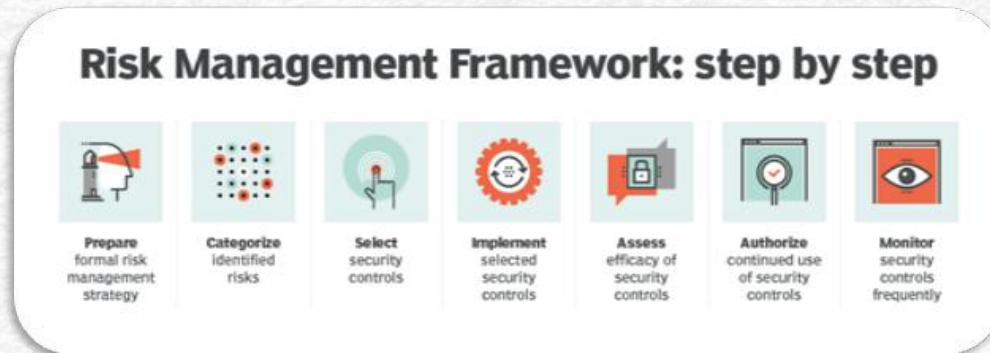 Risk Management Framework: step by step
Prepare
formal risk
management
strategy
Categorize
identified
risks
Select
security
controls
Implement
selected
security
controls
Assess
efficacy of
security
controls
Authorize
continued use
of security
controls
Monitor
security
controls
frequently